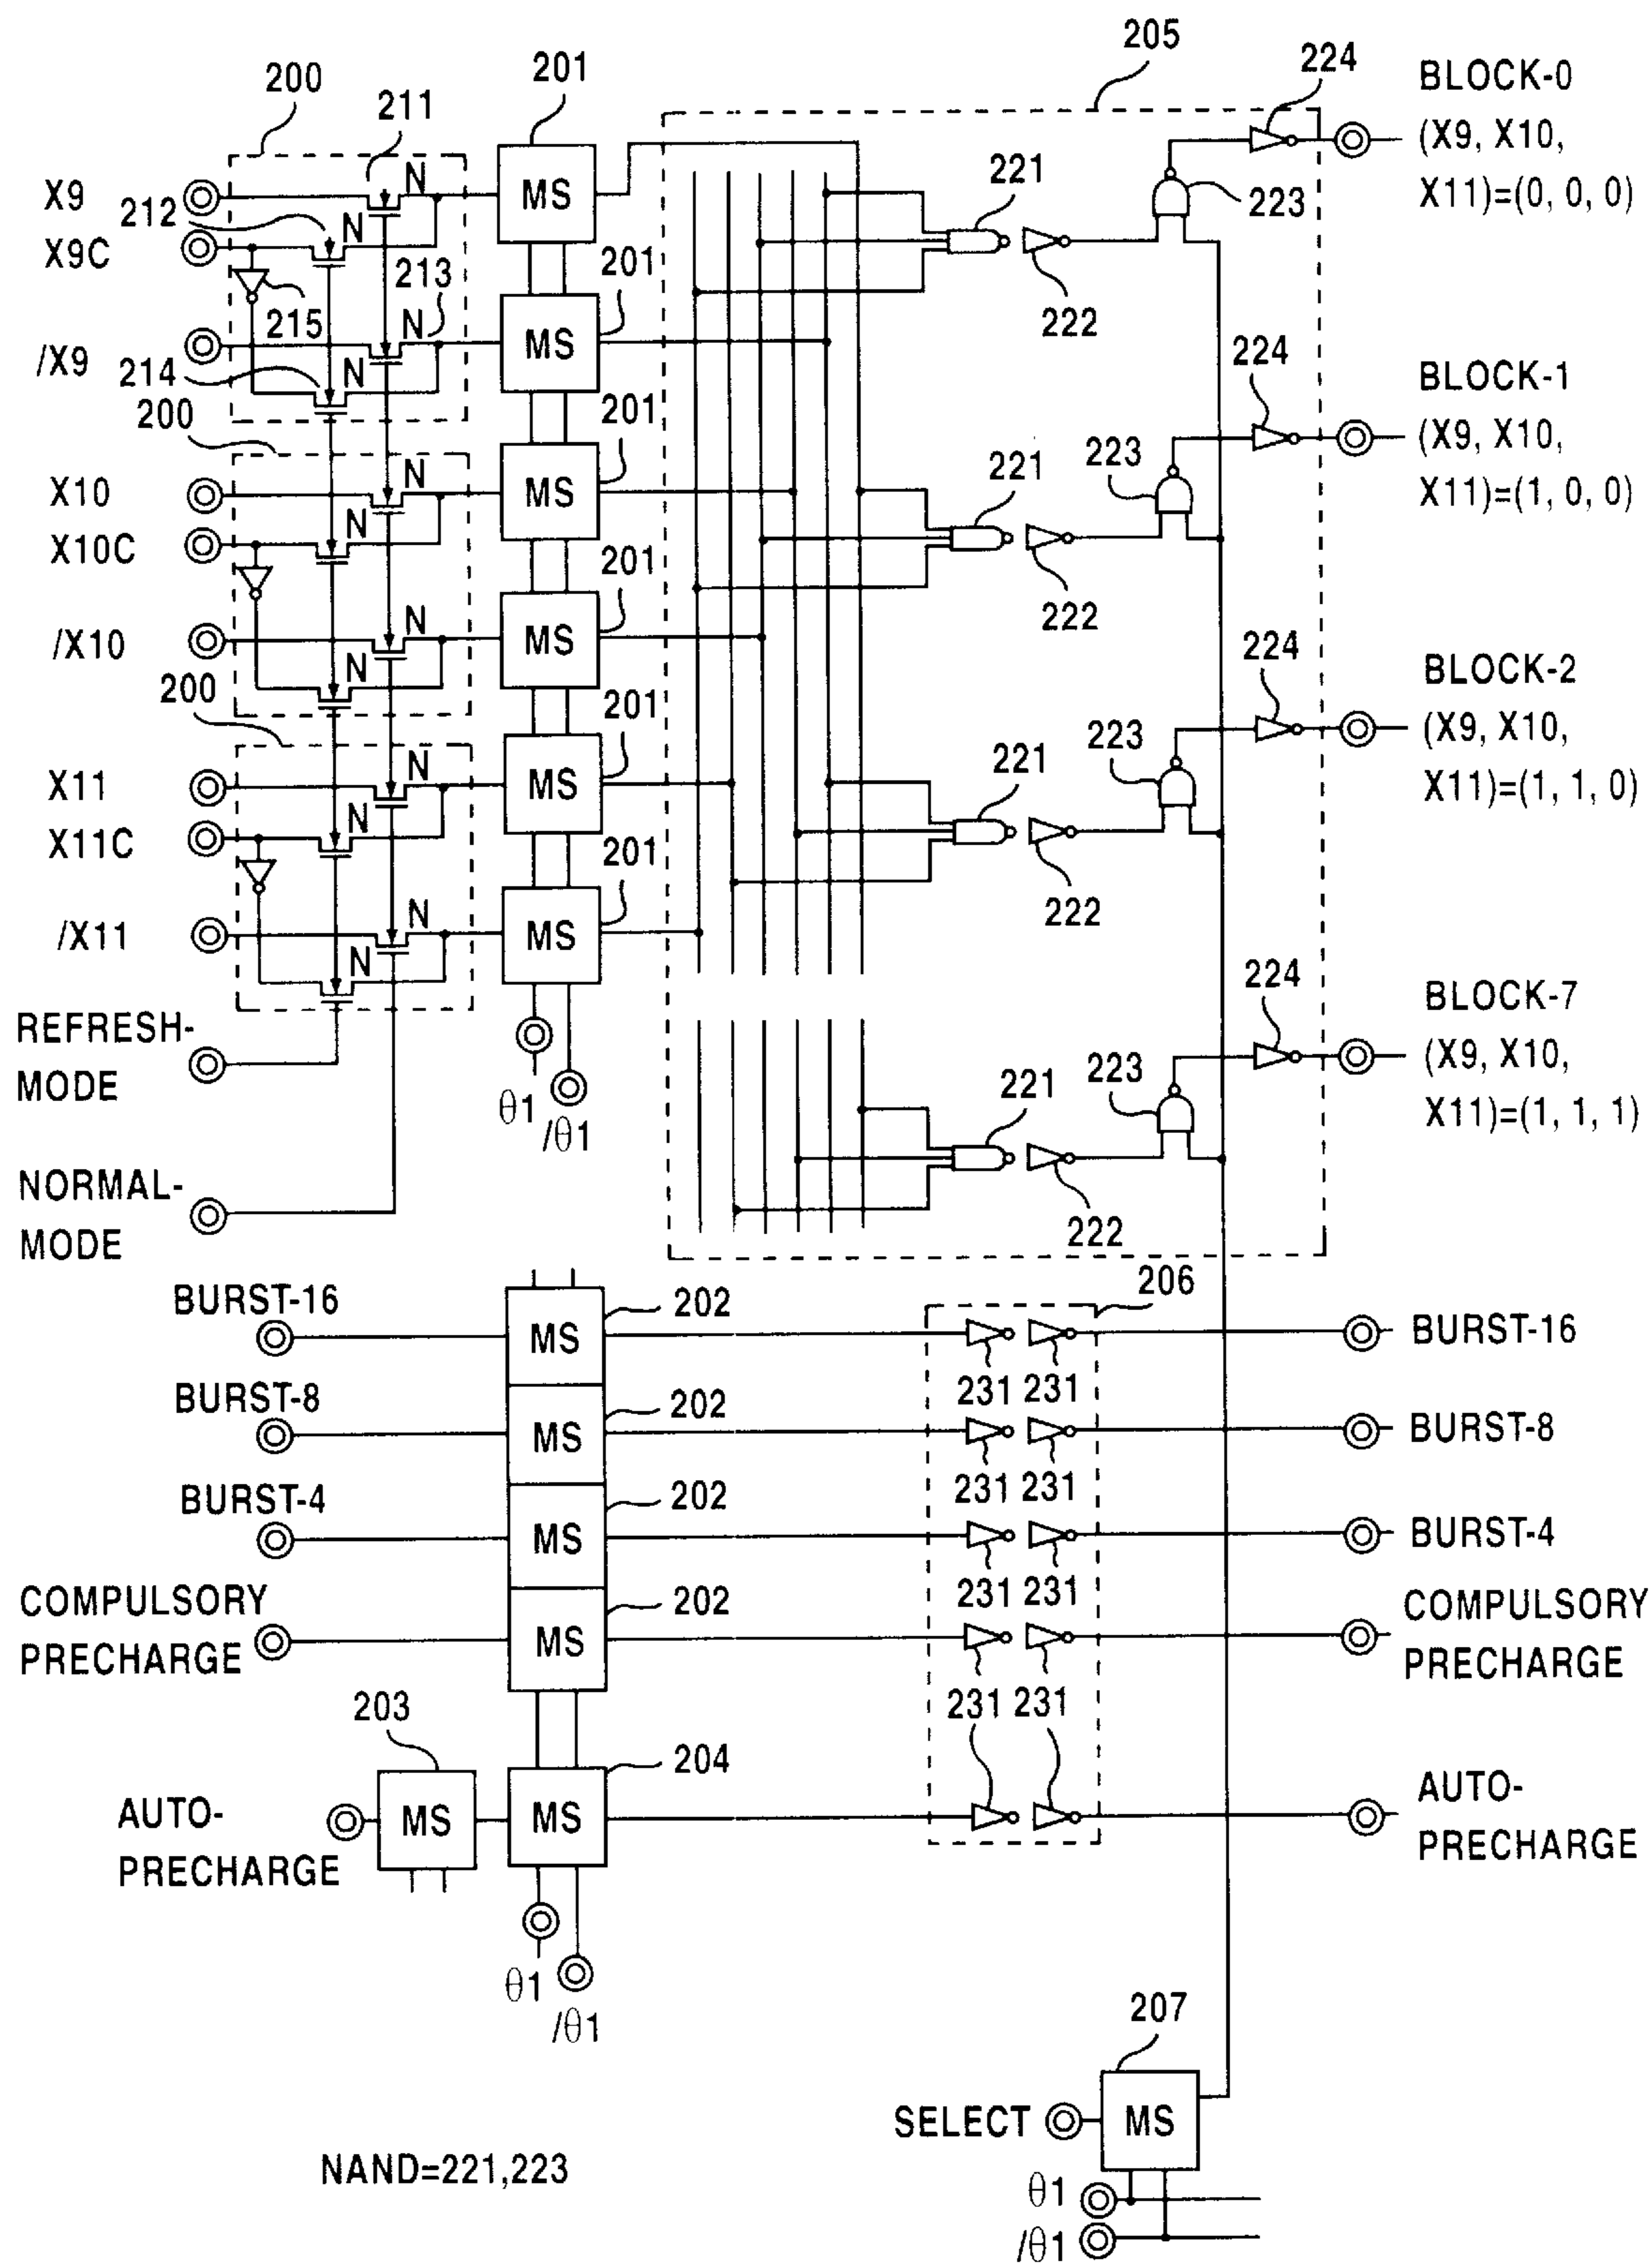 205
224
BLOCK-0
(X9, X10,
X11)=(0, 0, 0)
200
211
201
X9
212
N
MS
221
223
X9C
N
213
201
222
215
/X9
N
MS
214
N
224
BLOCK-1
(X9, X10,
X11)=(1, 0, 0)
200
201
X10
N
MS
221
223
X10C
N
201
222
/X10
N
MS
224
BLOCK-2
(X9, X10,
X11)=(1, 1, 0)
200
N
201
X11
N
MS
221
223
X11C
N
201
222
/X11
N
MS
224
BLOCK-7
(X9, X10,
X11)=(1, 1, 1)
N
REFRESH-
MODE
θ1
/θ1
221
223
222
NORMAL-
MODE
BURST-16
MS
202
206
231
231
BURST-16
BURST-8
MS
202
231
231
BURST-8
BURST-4
MS
202
231
231
BURST-4
COMPULSORY
PRECHARGE
MS
202
231
231
COMPULSORY
PRECHARGE
203
204
AUTO-
PRECHARGE
MS
MS
AUTO-
PRECHARGE
θ1
/θ1
207
SELECT
MS
NAND=221,223
θ1
/θ1